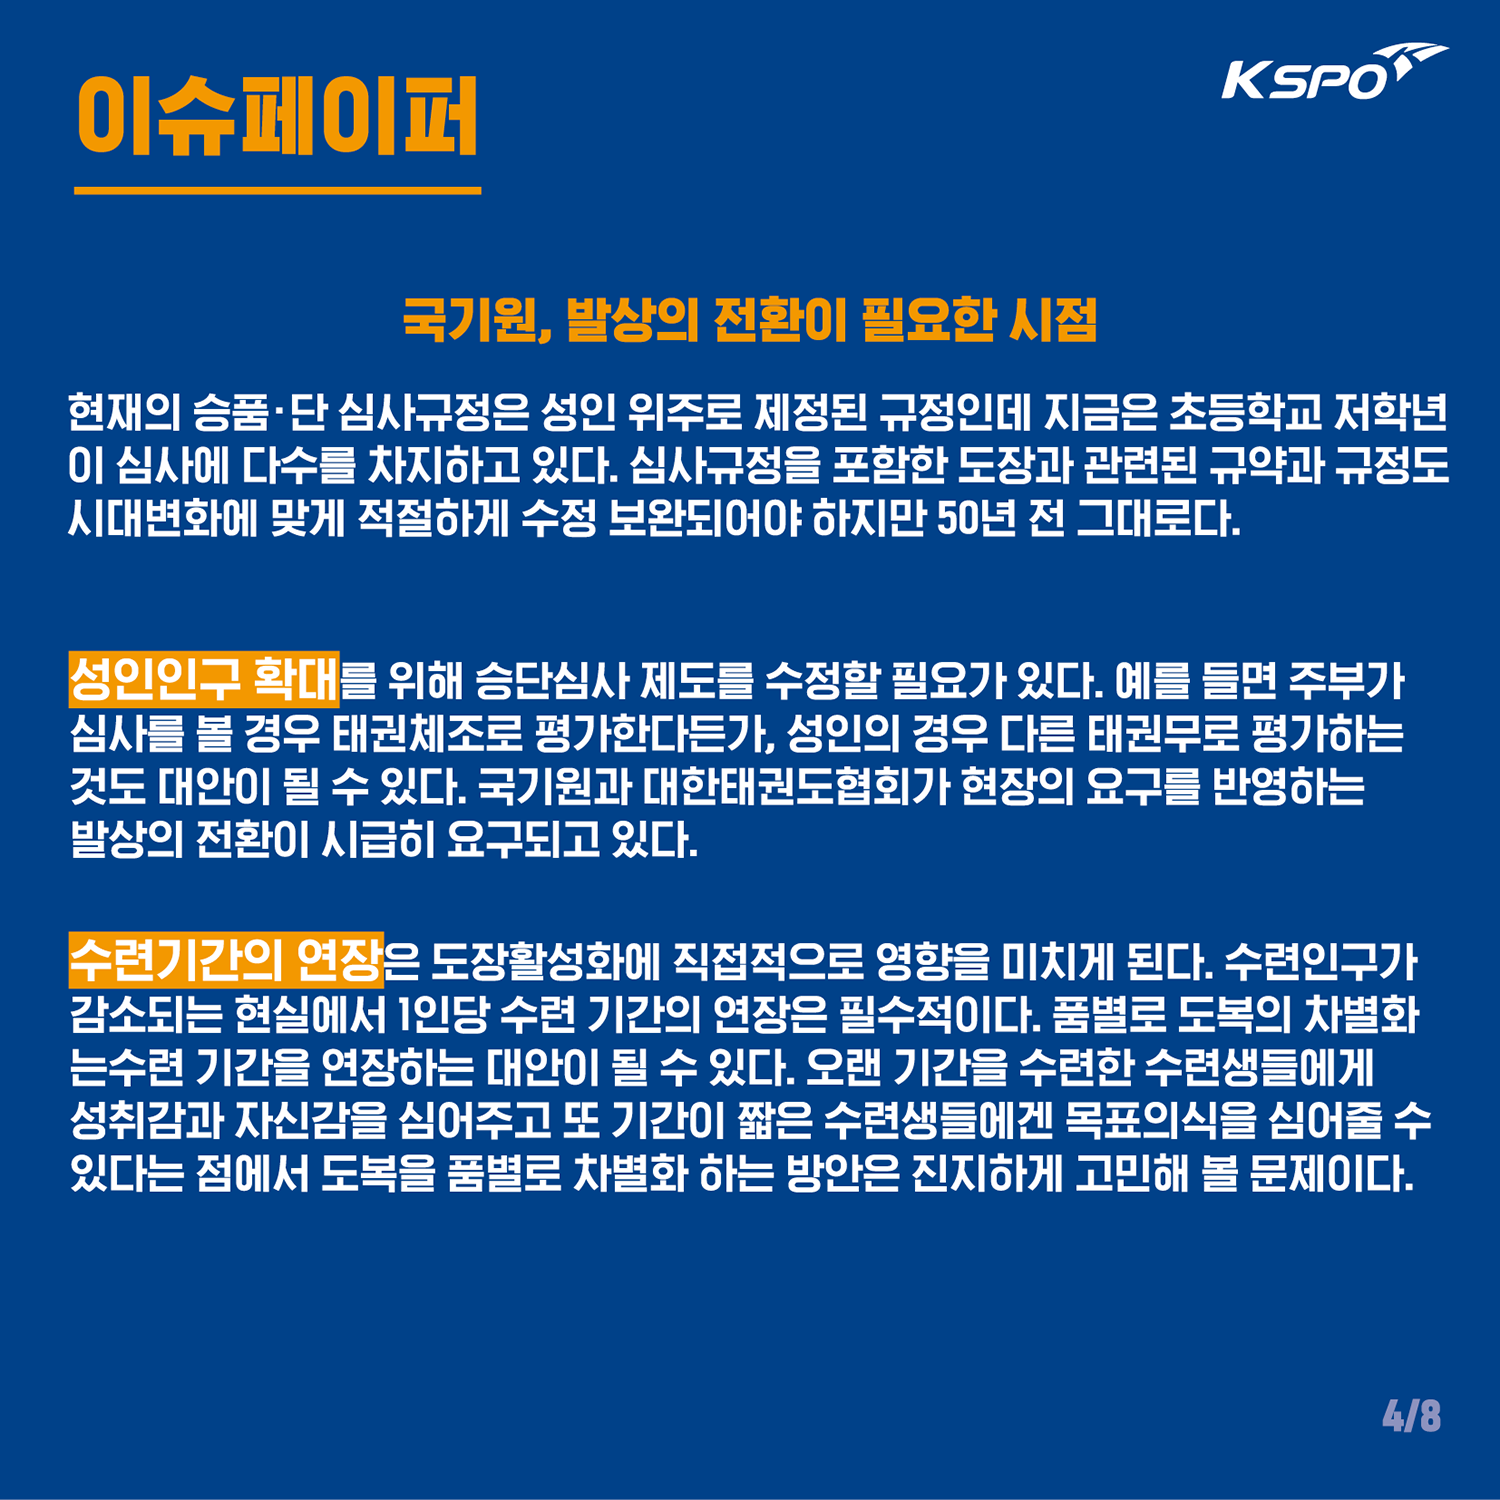 이슈페이퍼
KSPO
국기원, 발상의 전환이 필요한 시점
현재의 승품·단 심사규정은 성인 위주로 제정된 규정인데 지금은 초등학교 저학년
이 심사에 다수를 차지하고 있다. 심사규정을 포함한 도장과 관련된 규약과 규정도
시대변화에 맞게 적절하게 수정 보완되어야 하지만 50년 전 그대로다.
성인인구 확대를 위해 승단심사 제도를 수정할 필요가 있다. 예를 들면 주부가
심사를 볼 경우 태권체조로 평가한다든가, 성인의 경우 다른 태권무로 평가하는
것도 대안이 될 수 있다. 국기원과 대한태권도협회가 현장의 요구를 반영하는
발상의 전환이 시급히 요구되고 있다.
수련기간의 연장은 도장활성화에 직접적으로 영향을 미치게 된다. 수련인구가
감소되는 현실에서 1인당 수련 기간의 연장은 필수적이다. 품별로 도복의 차별화
는수련 기간을 연장하는 대안이 될 수 있다. 오랜 기간을 수련한 수련생들에게
성취감과 자신감을 심어주고 또 기간이 짧은 수련생들에겐 목표의식을 심어줄 수
있다는 점에서 도복을 품별로 차별화 하는 방안은 진지하게 고민해 볼 문제이다.
4/8